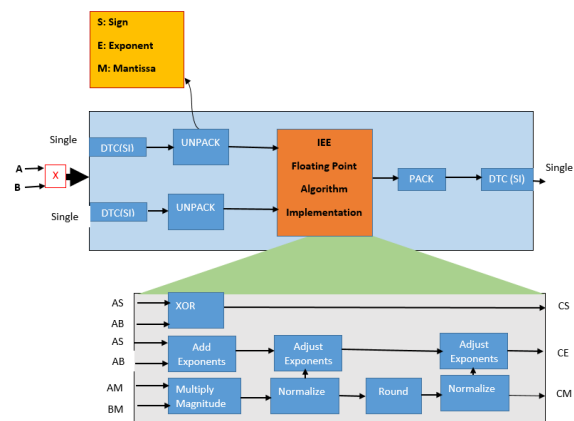 S: Sign
E: Exponent
M: Mantissa
Single
DTC(SI)
UNPACK
IEE
Floating Point
Algorithm
Implementation
PACK
DTC (SI)
Single
A
B
X
Single
DTC(SI)
UNPACK
AS
XOR
CS
AB
AS
Add
Exponents
Adjust
Exponents
Adjust
Exponents
CE
AB
AM
Multiply
Magnitude
Normalize
Round
Normalize
CM
BM